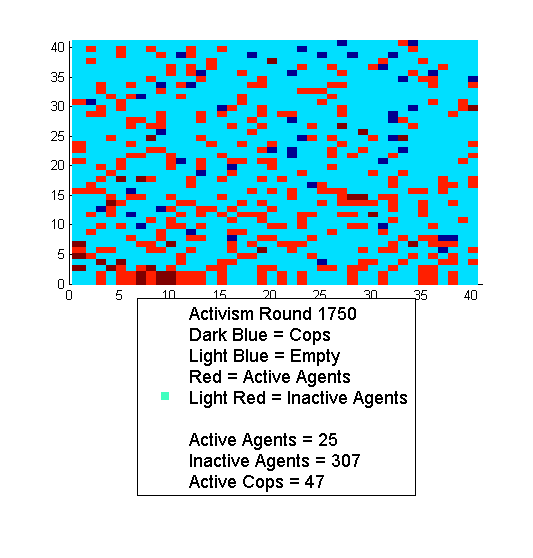 40
35
30
25
20
15
10
5
0
0 5 10 15 20 25 30 35 40
Activism Round 1750
Dark Blue = Cops
Light Blue = Empty
Red = Active Agents
Light Red = Inactive Agents
Active Agents = 25
Inactive Agents = 307
Active Cops = 47